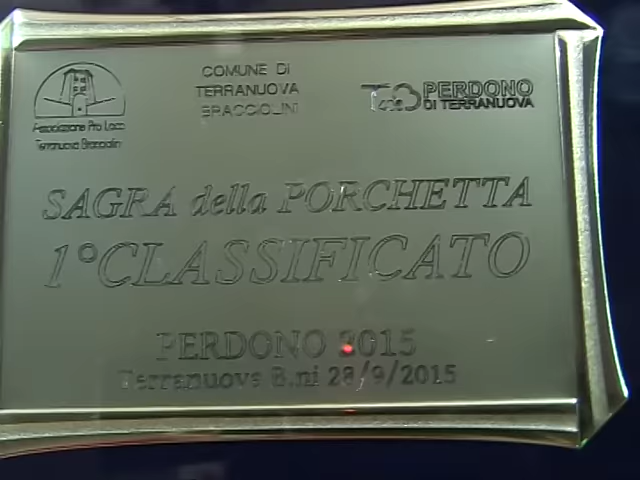 Associazione Pro Loco
Terranuova Bracciolini
COMUNE DI
TERRANUOVA
BRACCIOLINI
PERDONO
DI TERRANUOVA
SAGRA della PORCHETTA
1° CLASSIFICATO
PERDONO 2015
Terranuova B.ni 28/9/2015